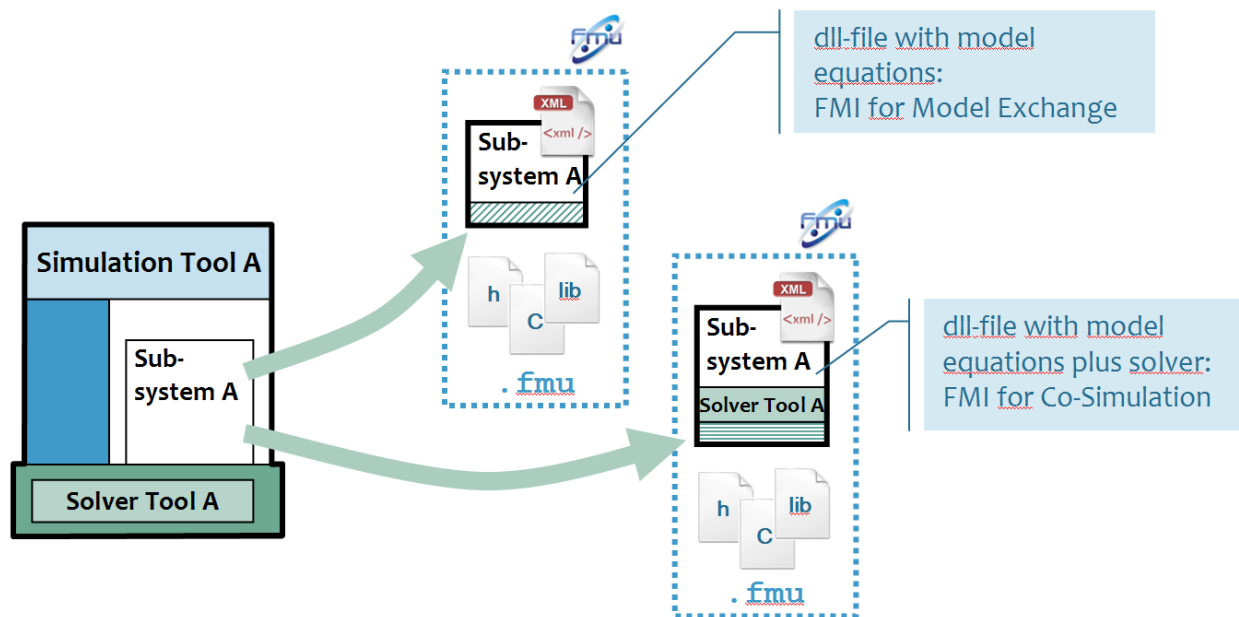 fmu
dll-file with model
equations:
FMI for Model Exchange
XML
<xml />
Sub-
system A
h
C
lib
.fmu
Simulation Tool A
Sub-
system A
Solver Tool A
fmu
XML
<xml />
Sub-
system A
Solver Tool A
dll-file with model
equations plus solver:
FMI for Co-Simulation
h
C
lib
.fmu